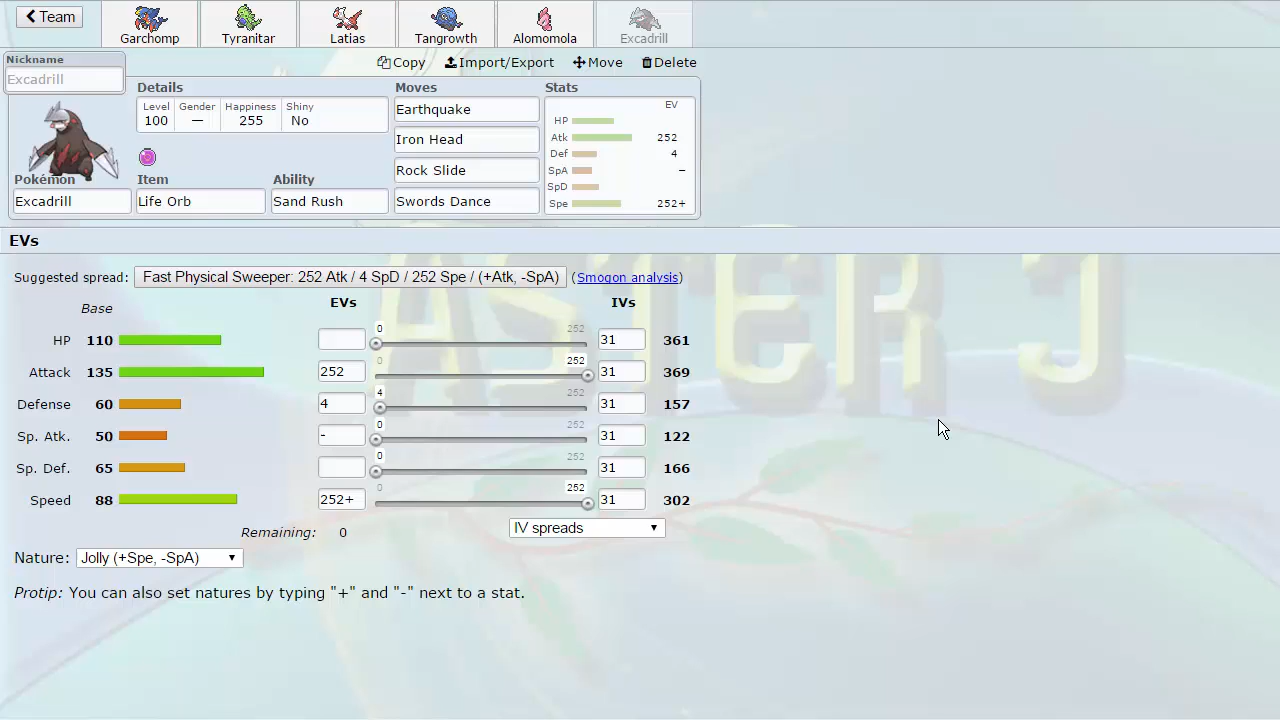 Team
Garchomp
Tyranitar
Latias
Tangrowth
Alomomola
Excadrill
Nickname
Excadrill
Copy
Import/Export
Move
Delete
Details
Moves
Stats
Level
Gender
Happiness
Shiny
100
—
255
No
Earthquake
Iron Head
Rock Slide
Swords Dance
EV
HP
Atk 252
Def 4
SpA –
SpD
Spe 252+
Pokémon
Item
Ability
Excadrill
Life Orb
Sand Rush
EVs
Suggested spread: Fast Physical Sweeper: 252 Atk / 4 SpD / 252 Spe / (+Atk, -SpA) (Smogon analysis)
Base EVs IVs
HP 110 0 252 31 361
Attack 135 252 0 252 31 369
Defense 60 4 4 252 31 157
Sp. Atk. 50 - 0 252 31 122
Sp. Def. 65 0 252 31 166
Speed 88 252+ 0 252 31 302
Remaining: 0
IV spreads
Nature: Jolly (+Spe, -SpA)
Protip: You can also set natures by typing "+" and "-" next to a stat.
ASTER J